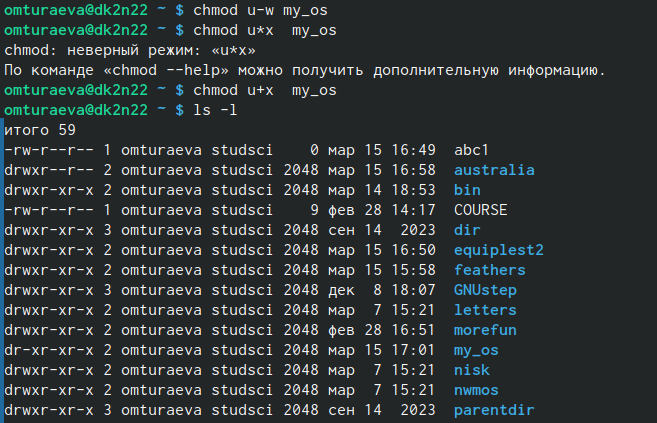 omturaeva@dk2n22 ~ $ chmod u-w my_os
omturaeva@dk2n22 ~ $ chmod u*x  my_os
chmod: неверный режим: «u*x»
По команде «chmod --help» можно получить дополнительную информацию.
omturaeva@dk2n22 ~ $ chmod u+x  my_os
omturaeva@dk2n22 ~ $ ls -l
итого 59
-rw-r--r-- 1 omturaeva studsci    0 мар 15 16:49  abc1
drwxr--r-- 2 omturaeva studsci 2048 мар 15 16:58  australia
drwxr-xr-x 2 omturaeva studsci 2048 мар 14 18:53  bin
-rw-r--r-- 1 omturaeva studsci    9 фев 28 14:17  COURSE
drwxr-xr-x 3 omturaeva studsci 2048 сен 14  2023  dir
drwxr-xr-x 2 omturaeva studsci 2048 мар 15 16:50  equiplest2
drwxr-xr-x 2 omturaeva studsci 2048 мар 15 15:58  feathers
drwxr-xr-x 3 omturaeva studsci 2048 дек  8 18:07  GNUstep
drwxr-xr-x 2 omturaeva studsci 2048 мар  7 15:21  letters
drwxr-xr-x 2 omturaeva studsci 2048 фев 28 16:51  morefun
dr-xr-xr-x 2 omturaeva studsci 2048 мар 15 17:01  my_os
drwxr-xr-x 2 omturaeva studsci 2048 мар  7 15:21  nisk
drwxr-xr-x 2 omturaeva studsci 2048 мар  7 15:21  nwmos
drwxr-xr-x 3 omturaeva studsci 2048 сен 14  2023  parentdir